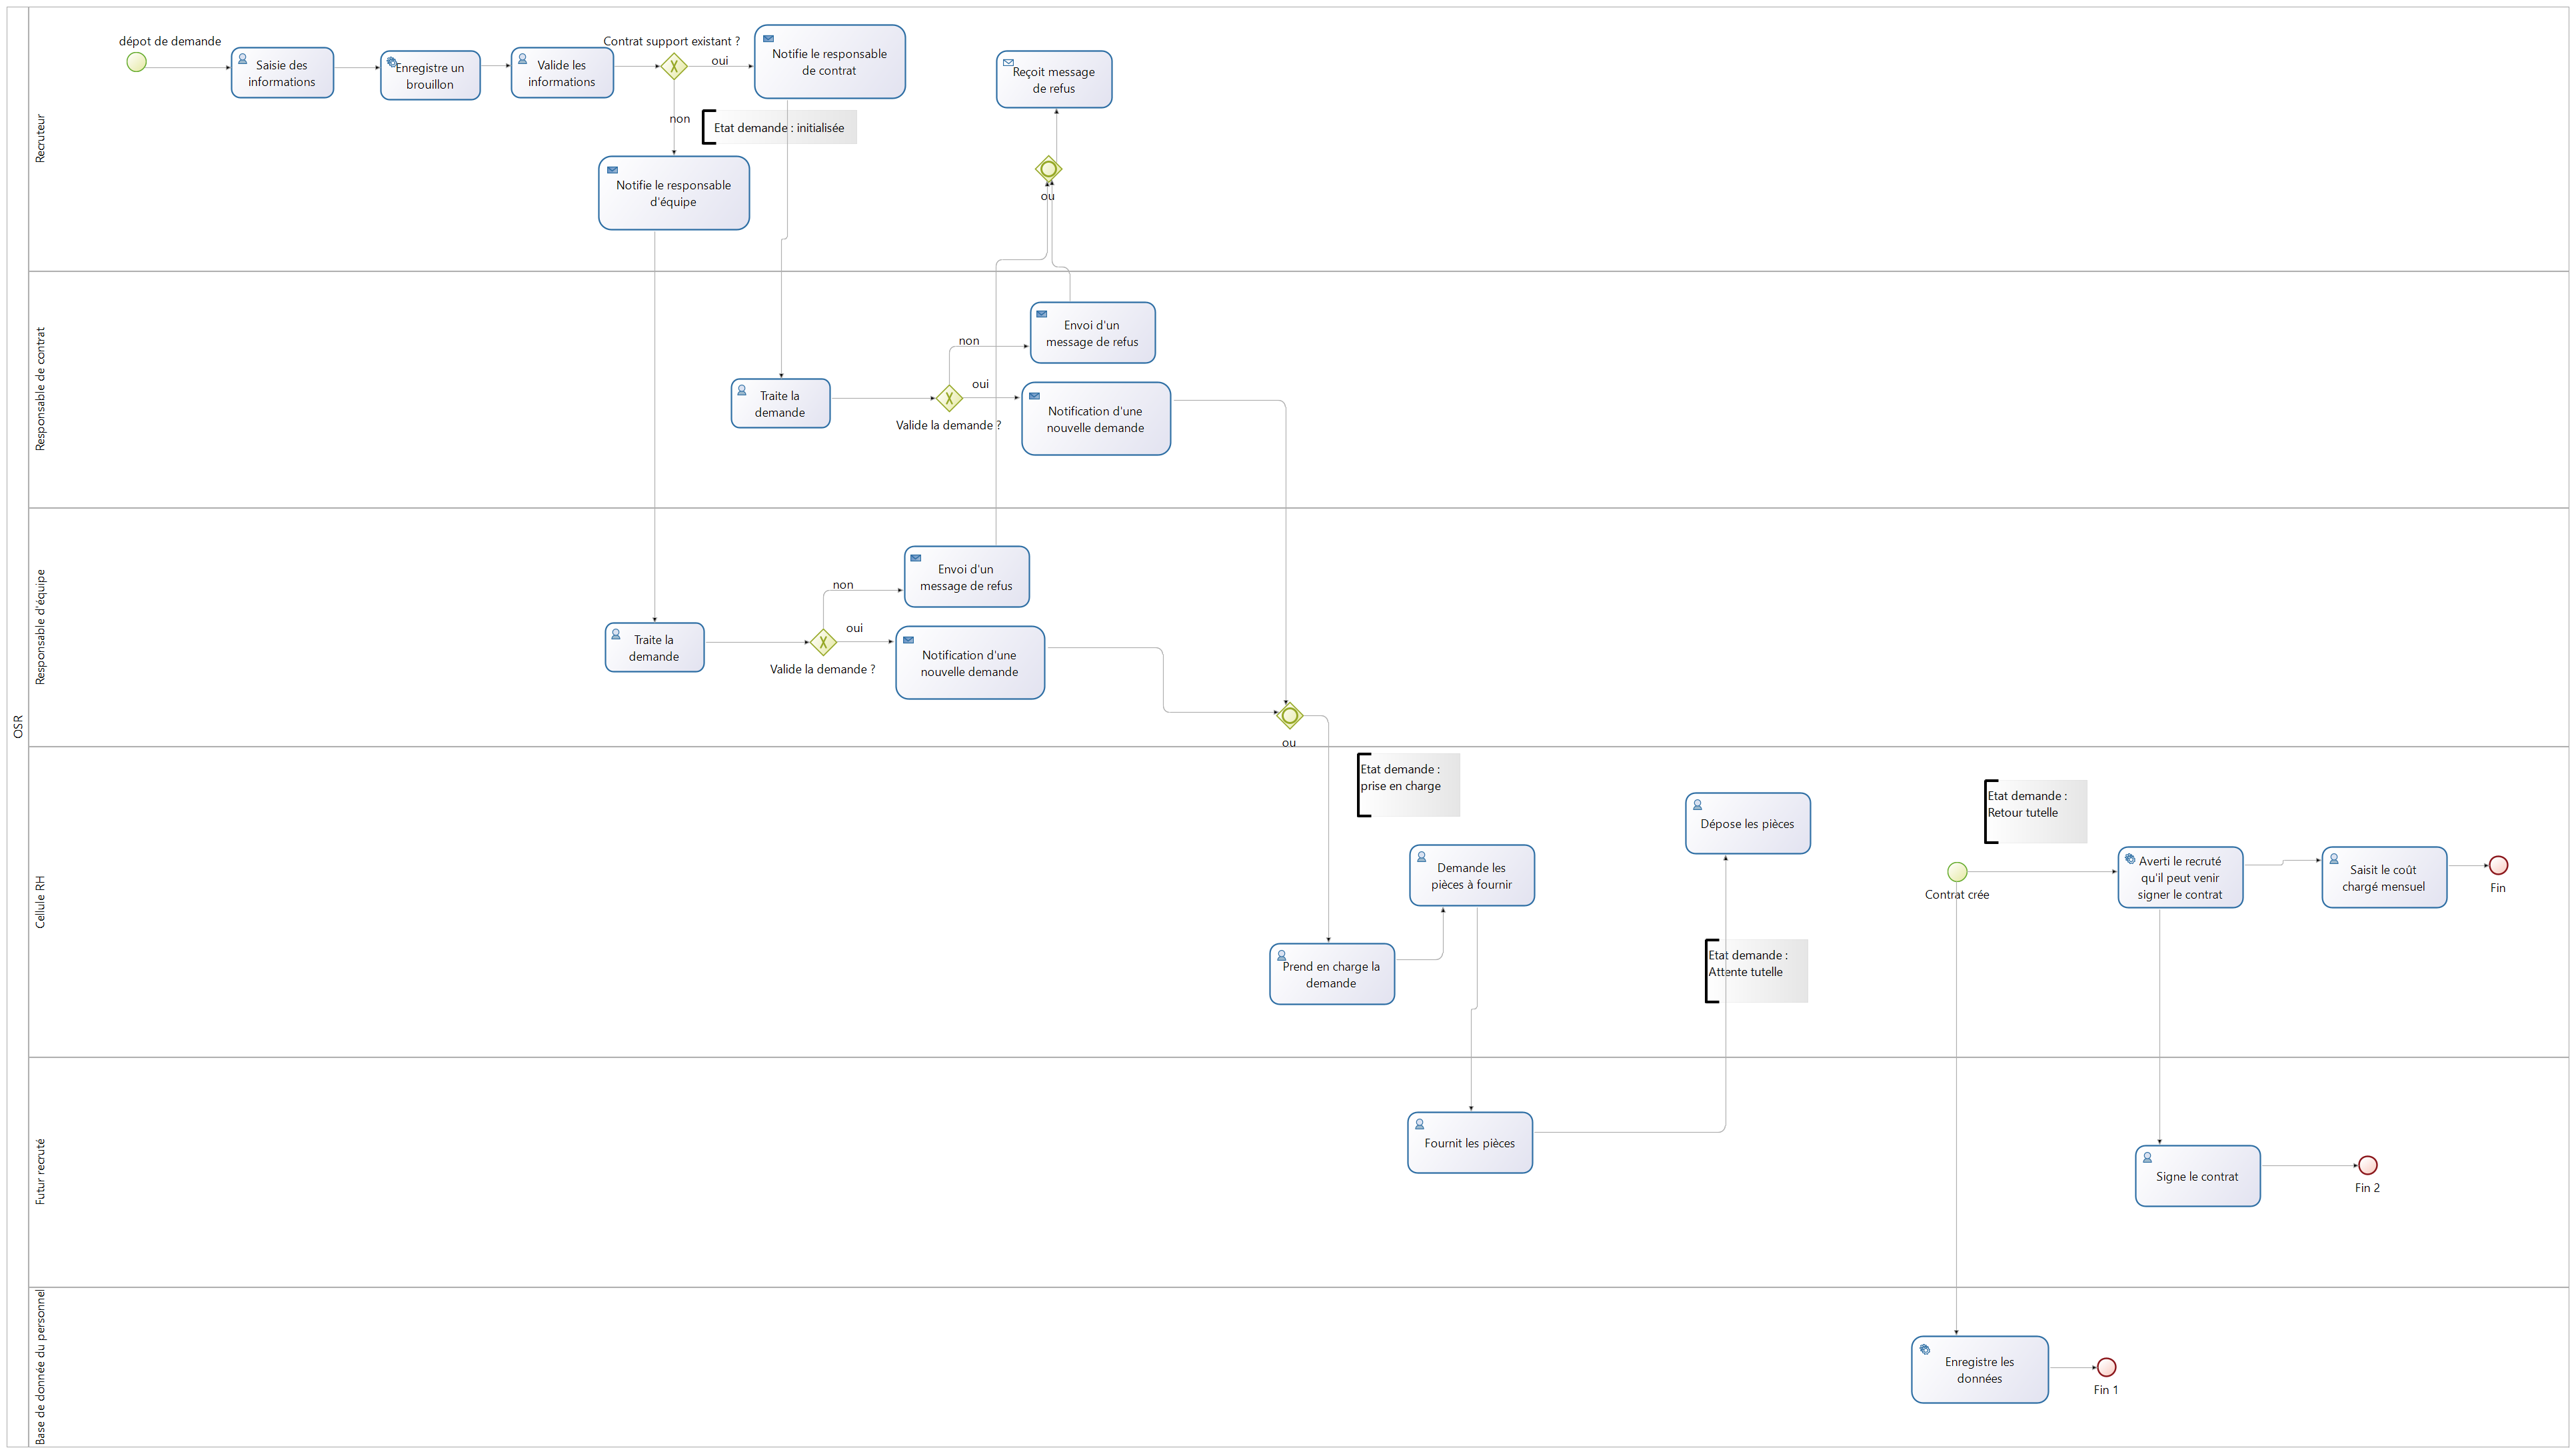 OSR
Recruteur
dépot de demande
Saisie des
informations
Enregistre un
brouillon
Valide les
informations
Contrat support existant ?
oui
non
Notifie le responsable
de contrat
Etat demande : initialisée
Notifie le responsable
d'équipe
Reçoit message
de refus
ou
Responsable de contrat
Traite la
demande
Valide la demande ?
non
oui
Envoi d'un
message de refus
Notification d'une
nouvelle demande
Responsable d'équipe
Traite la
demande
Valide la demande ?
non
oui
Envoi d'un
message de refus
Notification d'une
nouvelle demande
ou
Cellule RH
Etat demande :
prise en charge
Prend en charge la
demande
Demande les
pièces à fournir
Dépose les pièces
Etat demande :
Attente tutelle
Contrat crée
Etat demande :
Retour tutelle
Averti le recruté
qu'il peut venir
signer le contrat
Saisit le coût
chargé mensuel
Fin
Futur recruté
Fournit les pièces
Signe le contrat
Fin 2
Base de donnée du personnel
Enregistre les
données
Fin 1